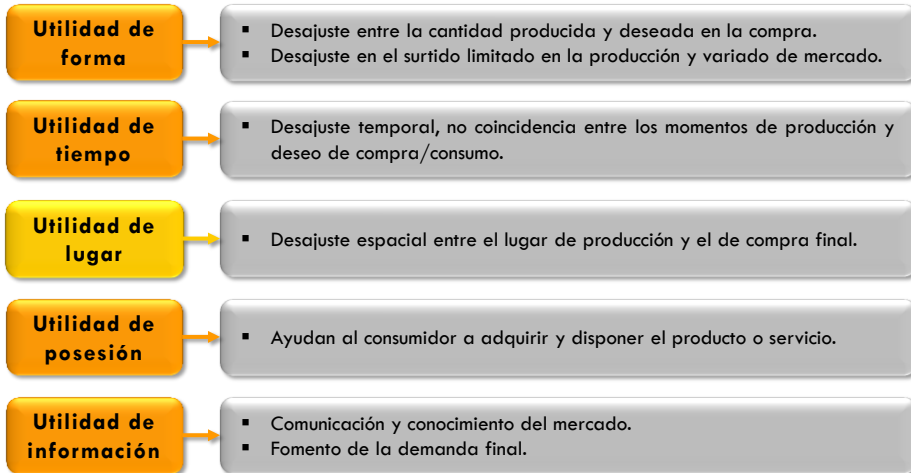 Utilidad de
forma
▪ Desajuste entre la cantidad producida y deseada en la compra.
▪ Desajuste en el surtido limitado en la producción y variado de mercado.
Utilidad de
tiempo
▪ Desajuste temporal, no coincidencia entre los momentos de producción y
deseo de compra/consumo.
Utilidad de
lugar
▪ Desajuste espacial entre el lugar de producción y el de compra final.
Utilidad de
posesión
▪ Ayudan al consumidor a adquirir y disponer el producto o servicio.
Utilidad de
información
▪ Comunicación y conocimiento del mercado.
▪ Fomento de la demanda final.